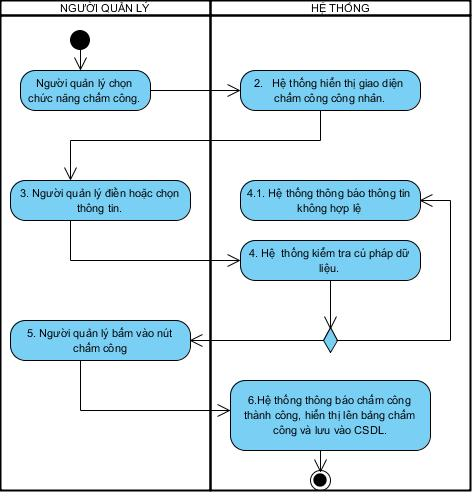 NGƯỜI QUẢN LÝ
HỆ THỐNG
Người quản lý chọn
chức năng chấm công.
2. Hệ thống hiển thị giao diện
chấm công công nhân.
3. Người quản lý điền hoặc chọn
thông tin.
4.1. Hệ thống thông báo thông tin
không hợp lệ
4. Hệ thống kiểm tra cú pháp dữ
liệu.
5. Người quản lý bấm vào nút
chấm công
6.Hệ thống thông báo chấm công
thành công, hiển thị lên bảng chấm
công và lưu vào CSDL.